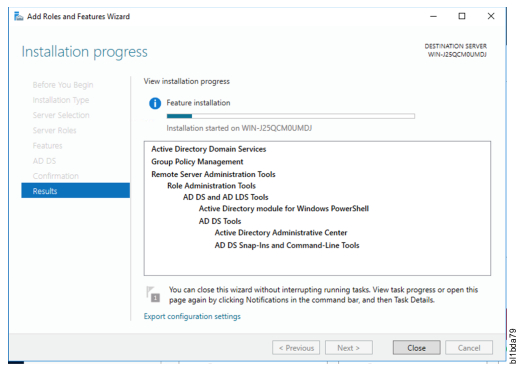 Add Roles and Features Wizard
Installation progress
DESTINATION SERVER
WIN-J25QCM0UMDJ
Before You Begin
Installation Type
Server Selection
Server Roles
Features
AD DS
Confirmation
Results
View installation progress
Feature installation
Installation started on WIN-J25QCM0UMDJ
Active Directory Domain Services
Group Policy Management
Remote Server Administration Tools
Role Administration Tools
AD DS and AD LDS Tools
Active Directory module for Windows PowerShell
AD DS Tools
Active Directory Administrative Center
AD DS Snap-Ins and Command-Line Tools
You can close this wizard without interrupting running tasks. View task progress or open this
page again by clicking Notifications in the command bar, and then Task Details.
Export configuration settings
< Previous
Next >
Close
Cancel
bl1bda79